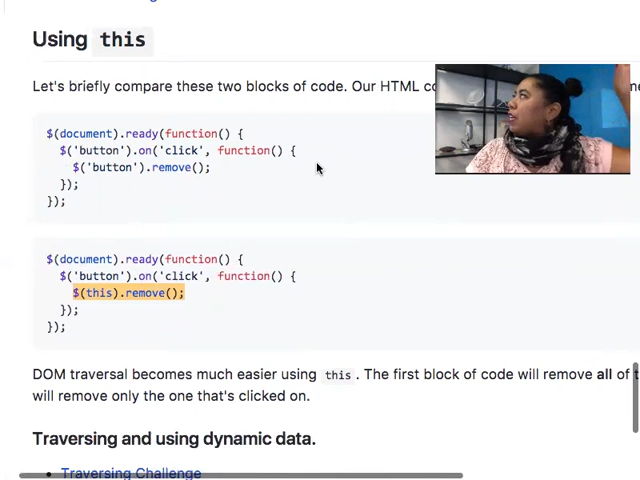 Using this
Let's briefly compare these two blocks of code. Our HTML
$(document).ready(function() {
$('button').on('click', function() {
$('button').remove();
});
});
$(document).ready(function() {
$('button').on('click', function() {
$(this).remove();
});
});
DOM traversal becomes much easier using this. The first block of code will remove all of
will remove only the one that's clicked on.
Traversing and using dynamic data.
Traversing Challenge